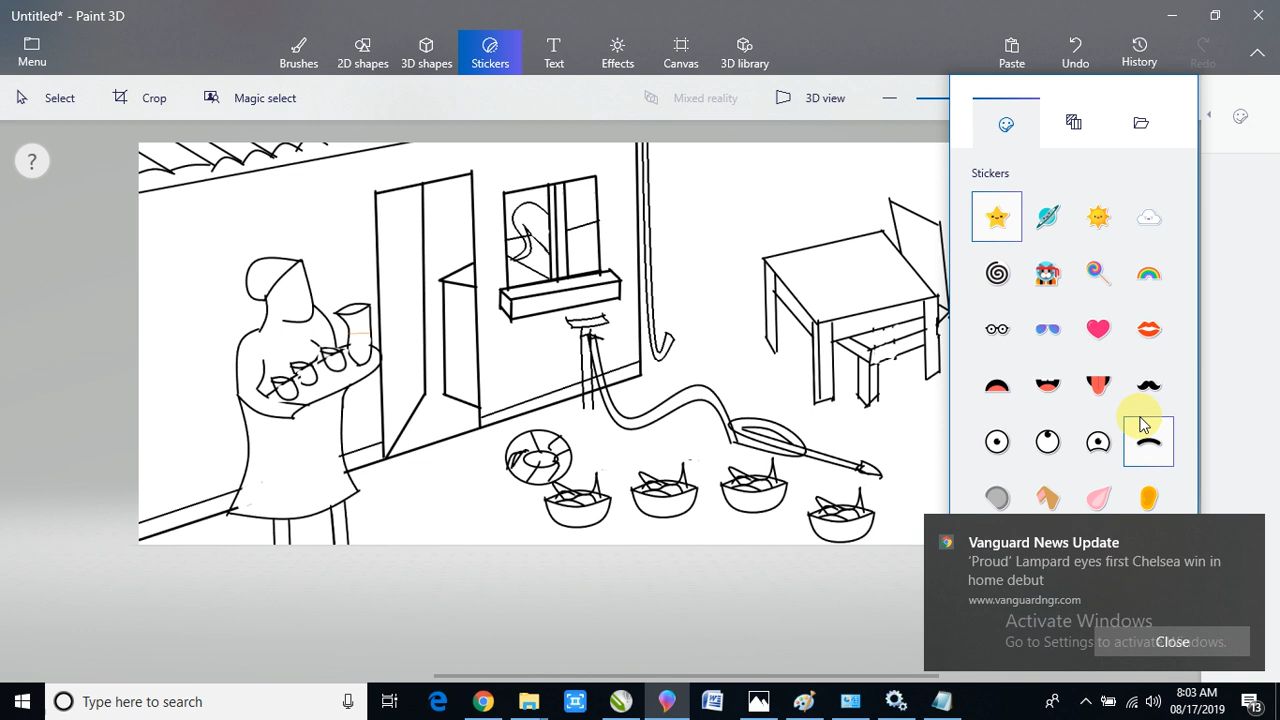 Untitled* - Paint 3D
Menu
Brushes
2D shapes
3D shapes
Stickers
Text
Effects
Canvas
3D library
Paste
Undo
History
Redo
Select
Crop
Magic select
Mixed reality
3D view
?
Stickers
Vanguard News Update
‘Proud’ Lampard eyes first Chelsea win in
home debut
www.vanguardngr.com
Activate Windows
Go to Settings to activate Windows.
Close
Type here to search
8:03 AM
08/17/2019
13